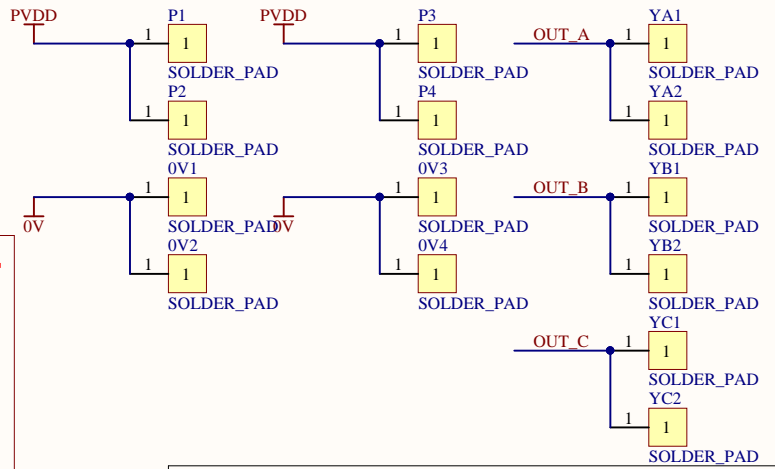 PVDD
P1
1
1
SOLDER_PAD
P2
1
1
SOLDER_PAD
0V
0V1
1
1
SOLDER_PAD
0V2
1
1
SOLDER_PAD
PVDD
P3
1
1
SOLDER_PAD
P4
1
1
SOLDER_PAD
0V
0V3
1
1
SOLDER_PAD
0V4
1
1
SOLDER_PAD
OUT_A
YA1
1
1
SOLDER_PAD
YA2
1
1
SOLDER_PAD
OUT_B
YB1
1
1
SOLDER_PAD
YB2
1
1
SOLDER_PAD
OUT_C
YC1
1
1
SOLDER_PAD
YC2
1
1
SOLDER_PAD